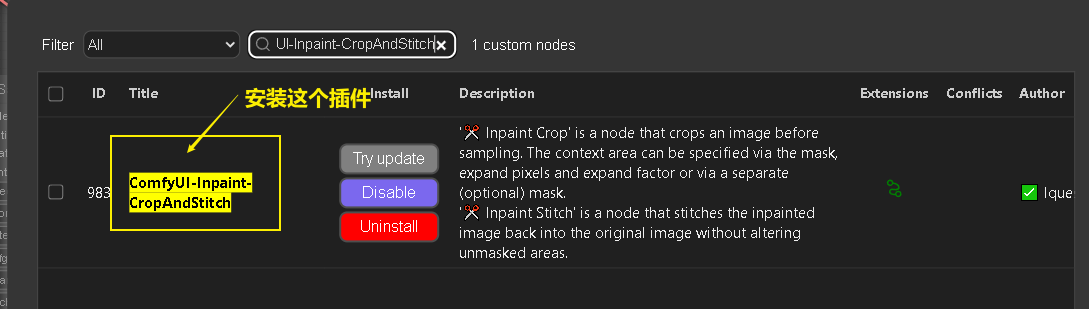 Filter All UI-Inpaint-CropAndStitch 1 custom nodes
安装这个插件
ID Title Install Description Extensions Conflicts Author
983
ComfyUI-Inpaint-
CropAndStitch
Try update
Disable
Uninstall
'✂️ Inpaint Crop' is a node that crops an image before
sampling. The context area can be specified via the mask,
expand pixels and expand factor or via a separate
(optional) mask.
'✂️ Inpaint Stitch' is a node that stitches the inpainted
image back into the original image without altering
unmasked areas.
✅ lque